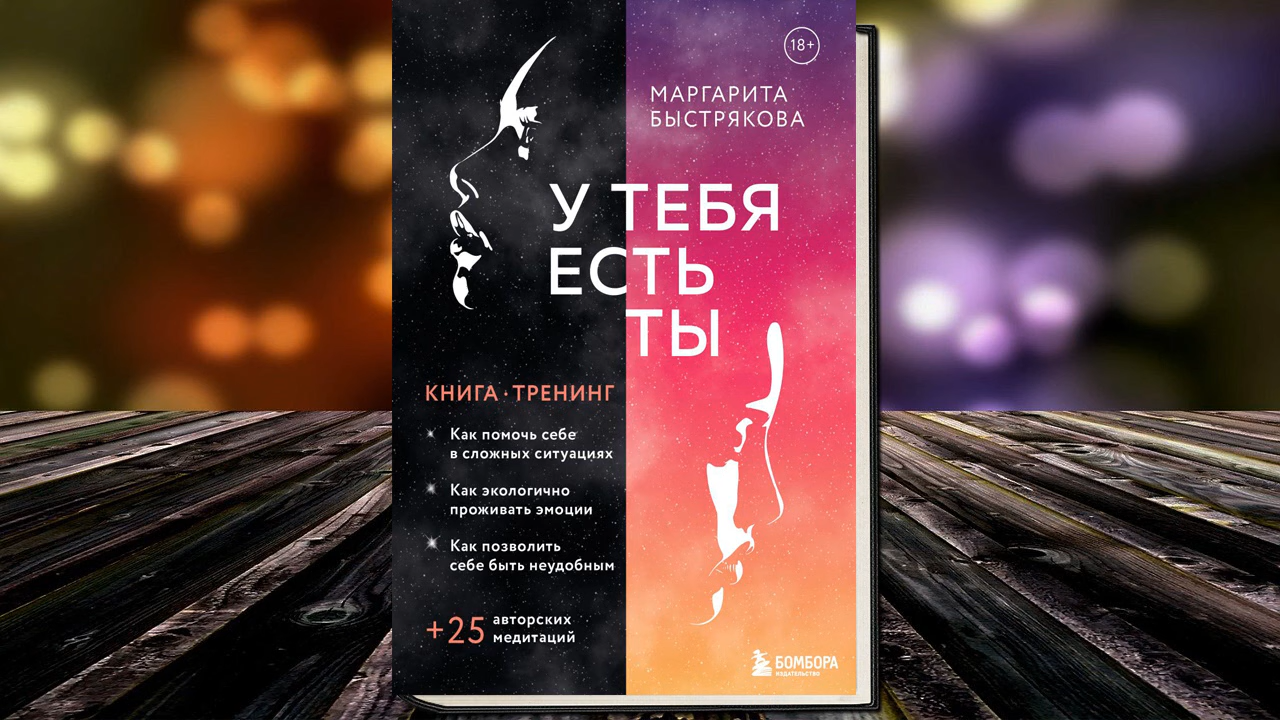 18+
МАРГАРИТА
БЫСТРЯКОВА
У ТЕБЯ
ЕСТЬ
ТЫ
КНИГА · ТРЕНИНГ
Как помочь себе
в сложных ситуациях
Как экологично
проживать эмоции
Как позволить
себе быть неудобным
+25 авторских
медитаций
БОМБОРА
ИЗДАТЕЛЬСТВО